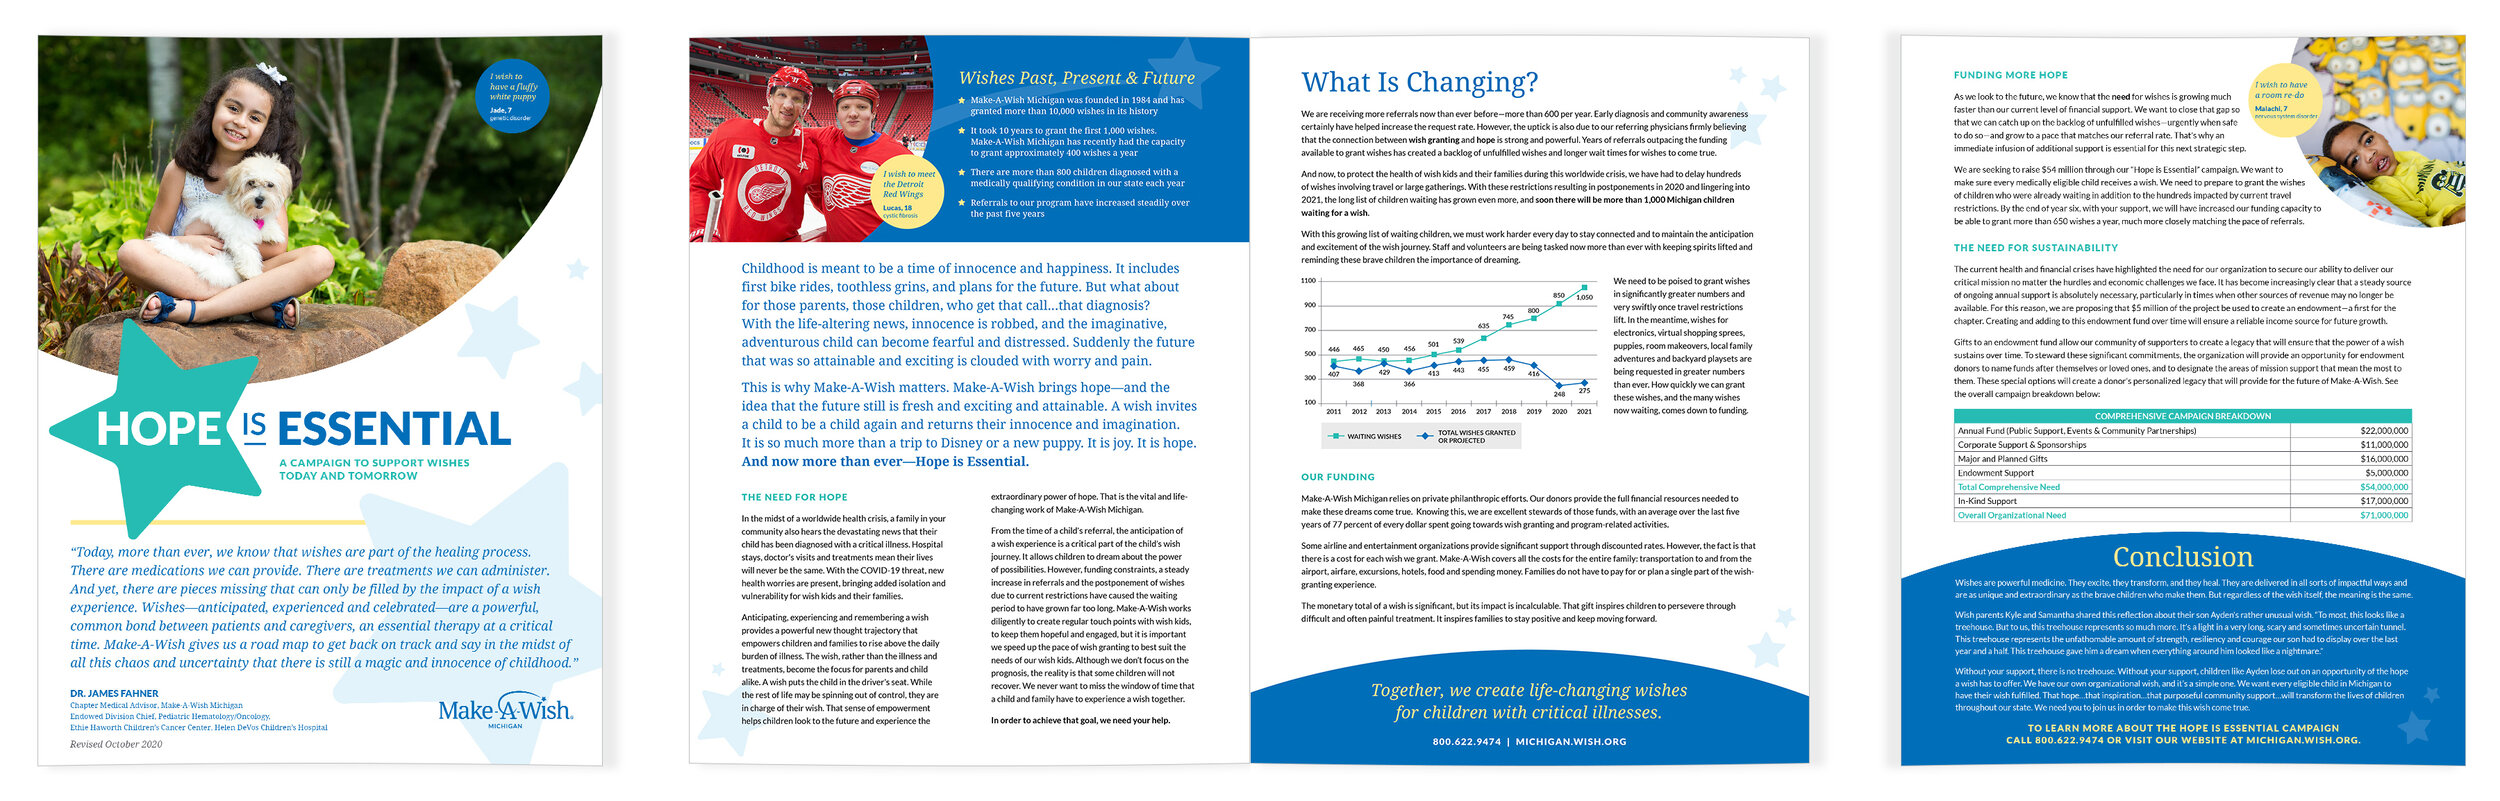 I wish to
have a fluffy
white puppy
Jade, 7
genetic disorder
HOPE IS ESSENTIAL
A CAMPAIGN TO SUPPORT WISHES
TODAY AND TOMORROW
“Today, more than ever, we know that wishes are part of the healing process.
There are medications we can provide. There are treatments we can administer.
And yet, there are pieces missing that can only be filled by the impact of a wish
experience. Wishes—anticipated, experienced and celebrated—are a powerful,
common bond between patients and caregivers, an essential therapy at a critical
time. Make-A-Wish gives us a road map to get back on track and say in the midst of
all this chaos and uncertainty that there is still a magic and innocence of childhood.”
DR. JAMES FAHNER
Chapter Medical Advisor, Make-A-Wish Michigan
Endowed Division Chief, Pediatric Hematology/Oncology,
Ethie Haworth Children's Cancer Center, Helen DeVos Children's Hospital
Revised October 2020
Make-A-Wish®
MICHIGAN
DETROIT
RED WINGS
I wish to meet
the Detroit
Red Wings
Lucas, 18
cystic fibrosis
Wishes Past, Present & Future
Make-A-Wish Michigan was founded in 1984 and has
granted more than 10,000 wishes in its history
It took 10 years to grant the first 1,000 wishes.
Make-A-Wish Michigan has recently had the capacity
to grant approximately 400 wishes a year
There are more than 800 children diagnosed with a
medically qualifying condition in our state each year
Referrals to our program have increased steadily over
the past five years
Childhood is meant to be a time of innocence and happiness. It includes
first bike rides, toothless grins, and plans for the future. But what about
for those parents, those children, who get that call...that diagnosis?
With the life-altering news, innocence is robbed, and the imaginative,
adventurous child can become fearful and distressed. Suddenly the future
that was so attainable and exciting is clouded with worry and pain.
This is why Make-A-Wish matters. Make-A-Wish brings hope—and the
idea that the future still is fresh and exciting and attainable. A wish invites
a child to be a child again and returns their innocence and imagination.
It is so much more than a trip to Disney or a new puppy. It is joy. It is hope.
And now more than ever—Hope is Essential.
THE NEED FOR HOPE
In the midst of a worldwide health crisis, a family in your
community also hears the devastating news that their
child has been diagnosed with a critical illness. Hospital
stays, doctor's visits and treatments mean their lives
will never be the same. With the COVID-19 threat, new
health worries are present, bringing added isolation and
vulnerability for wish kids and their families.
Anticipating, experiencing and remembering a wish
provides a powerful new thought trajectory that
empowers children and families to rise above the daily
burden of illness. The wish, rather than the illness and
treatments, become the focus for parents and child
alike. A wish puts the child in the driver's seat. While
the rest of life may be spinning out of control, they are
in charge of their wish. That sense of empowerment
helps children look to the future and experience the
extraordinary power of hope. That is the vital and life-
changing work of Make-A-Wish Michigan.
From the time of a child's referral, the anticipation of
a wish experience is a critical part of the child's wish
journey. It allows children to dream about the power
of possibilities. However, funding constraints, a steady
increase in referrals and the postponement of wishes
due to current restrictions have caused the waiting
period to have grown far too long. Make-A-Wish works
diligently to create regular touch points with wish kids,
to keep them hopeful and engaged, but it is important
we speed up the pace of wish granting to best suit the
needs of our wish kids. Although we don't focus on the
prognosis, the reality is that some children will not
recover. We never want to miss the window of time that
a child and family have to experience a wish together.
In order to achieve that goal, we need your help.
What Is Changing?
We are receiving more referrals now than ever before—more than 600 per year. Early diagnosis and community awareness
certainly have helped increase the request rate. However, the uptick is also due to our referring physicians firmly believing
that the connection between wish granting and hope is strong and powerful. Years of referrals outpacing the funding
available to grant wishes has created a backlog of unfulfilled wishes and longer wait times for wishes to come true.
And now, to protect the health of wish kids and their families during this worldwide crisis, we have had to delay hundreds
of wishes involving travel or large gatherings. With these restrictions resulting in postponements in 2020 and lingering into
2021, the long list of children waiting has grown even more, and soon there will be more than 1,000 Michigan children
waiting for a wish.
With this growing list of waiting children, we must work harder every day to stay connected and to maintain the anticipation
and excitement of the wish journey. Staff and volunteers are being tasked now more than ever with keeping spirits lifted and
reminding these brave children the importance of dreaming.
1100
900
700
500
300
100
446 465 450 456 501 539 635 745 800 850 1,050
407 368 429 366 413 443 455 459 416 248 275
2011 2012 2013 2014 2015 2016 2017 2018 2019 2020 2021
WAITING WISHES
TOTAL WISHES GRANTED
OR PROJECTED
We need to be poised to grant wishes
in significantly greater numbers and
very swiftly once travel restrictions
lift. In the meantime, wishes for
electronics, virtual shopping sprees,
puppies, room makeovers, local family
adventures and backyard playsets are
being requested in greater numbers
than ever. How quickly we can grant
these wishes, and the many wishes
now waiting, comes down to funding.
OUR FUNDING
Make-A-Wish Michigan relies on private philanthropic efforts. Our donors provide the full financial resources needed to
make these dreams come true. Knowing this, we are excellent stewards of those funds, with an average over the last five
years of 77 percent of every dollar spent going towards wish granting and program-related activities.
Some airline and entertainment organizations provide significant support through discounted rates. However, the fact is that
there is a cost for each wish we grant. Make-A-Wish covers all the costs for the entire family: transportation to and from the
airport, airfare, excursions, hotels, food and spending money. Families do not have to pay for or plan a single part of the wish-
granting experience.
The monetary total of a wish is significant, but its impact is incalculable. That gift inspires children to persevere through
difficult and often painful treatment. It inspires families to stay positive and keep moving forward.
Together, we create life-changing wishes
for children with critical illnesses.
800.622.9474 | MICHIGAN.WISH.ORG
FUNDING MORE HOPE
As we look to the future, we know that the need for wishes is growing much
faster than our current level of financial support. We want to close that gap so
that we can catch up on the backlog of unfulfilled wishes—urgently when safe
to do so—and grow to a pace that matches our referral rate. That's why an
immediate infusion of additional support is essential for this next strategic step.
We are seeking to raise $54 million through our "Hope is Essential" campaign. We want to
make sure every medically eligible child receives a wish. We need to prepare to grant the wishes
of children who were already waiting in addition to the hundreds impacted by current travel
restrictions. By the end of year six, with your support, we will have increased our funding capacity to
be able to grant more than 650 wishes a year, much more closely matching the pace of referrals.
I wish to have
a room re-do
Malachi, 7
nervous system disorder
THE NEED FOR SUSTAINABILITY
The current health and financial crises have highlighted the need for our organization to secure our ability to deliver our
critical mission no matter the hurdles and economic challenges we face. It has become increasingly clear that a steady source
of ongoing annual support is absolutely necessary, particularly in times when other sources of revenue may no longer be
available. For this reason, we are proposing that $5 million of the project be used to create an endowment—a first for the
chapter. Creating and adding to this endowment fund over time will ensure a reliable income source for future growth.
Gifts to an endowment fund allow our community of supporters to create a legacy that will ensure that the power of a wish
sustains over time. To steward these significant commitments, the organization will provide an opportunity for endowment
donors to name funds after themselves or loved ones, and to designate the areas of mission support that mean the most to
them. These special options will create a donor's personalized legacy that will provide for the future of Make-A-Wish. See
the overall campaign breakdown below:
COMPREHENSIVE CAMPAIGN BREAKDOWN
Annual Fund (Public Support, Events & Community Partnerships) $22,000,000
Corporate Support & Sponsorships $11,000,000
Major and Planned Gifts $16,000,000
Endowment Support $5,000,000
Total Comprehensive Need $54,000,000
In-Kind Support $17,000,000
Overall Organizational Need $71,000,000
Conclusion
Wishes are powerful medicine. They excite, they transform, and they heal. They are delivered in all sorts of impactful ways and
are as unique and extraordinary as the brave children who make them. But regardless of the wish itself, the meaning is the same.
Wish parents Kyle and Samantha shared this reflection about their son Ayden's rather unusual wish. "To most, this looks like a
treehouse. But to us, this treehouse represents so much more. It's a light in a very long, scary and sometimes uncertain tunnel.
This treehouse represents the unfathomable amount of strength, resiliency and courage our son had to display over the last
year and a half. This treehouse gave him a dream when everything around him looked like a nightmare."
Without your support, there is no treehouse. Without your support, children like Ayden lose out on an opportunity of the hope
a wish has to offer. We have our own organizational wish, and it's a simple one. We want every eligible child in Michigan to
have their wish fulfilled. That hope...that inspiration...that purposeful community support...will transform the lives of children
throughout our state. We need you to join us in order to make this wish come true.
TO LEARN MORE ABOUT THE HOPE IS ESSENTIAL CAMPAIGN
CALL 800.622.9474 OR VISIT OUR WEBSITE AT MICHIGAN.WISH.ORG.